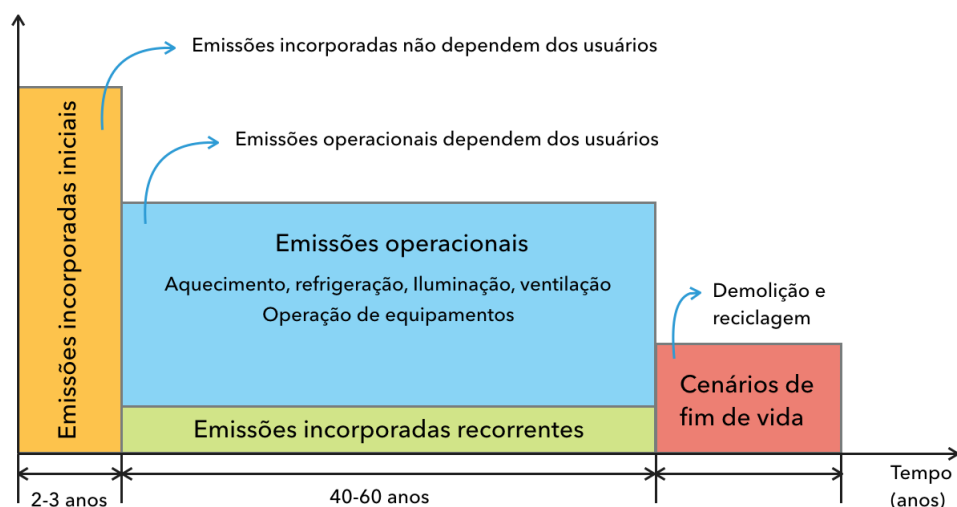 Emissões incorporadas não dependem dos usuários
Emissões operacionais dependem dos usuários
Emissões incorporadas iniciais
Emissões operacionais
Aquecimento, refrigeração, Iluminação, ventilação
Operação de equipamentos
Demolição e
reciclagem
Cenários de
fim de vida
Emissões incorporadas recorrentes
2-3 anos
40-60 anos
Tempo
(anos)